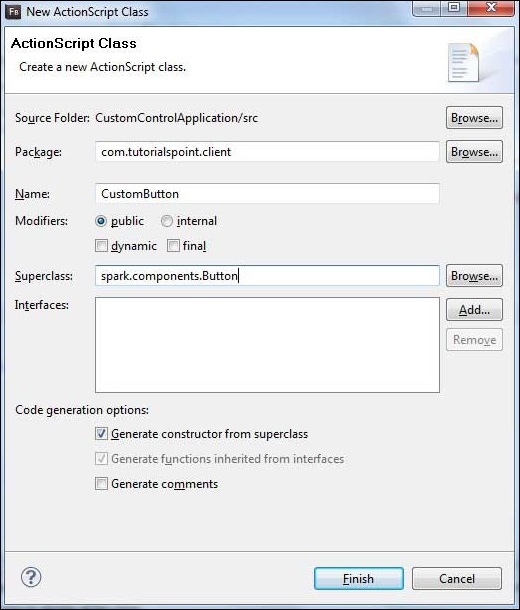 Fb New ActionScript Class
ActionScript Class
Create a new ActionScript class.
Source Folder: CustomControlApplication/src Browse...
Package: com.tutorialspoint.client Browse...
Name: CustomButton
Modifiers: public internal
dynamic final
Superclass: spark.components.Button Browse...
Interfaces: Add...
Remove
Code generation options:
Generate constructor from superclass
Generate functions inherited from interfaces
Generate comments
? Finish Cancel